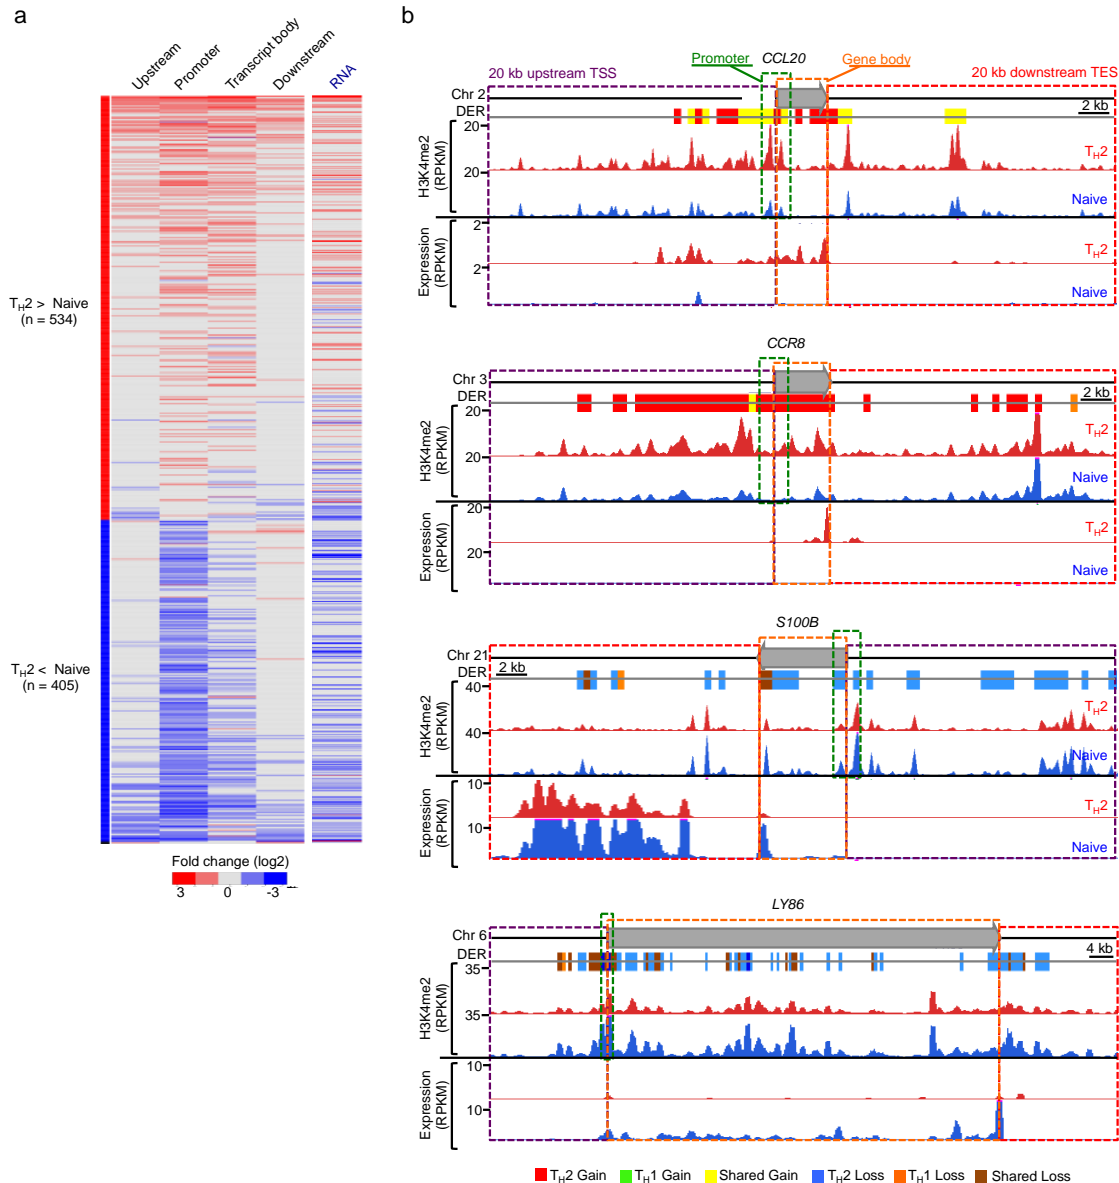 a
Upstream
Promoter
Transcript body
Downstream
RNA
TH2 > Naive
(n = 534)
TH2 < Naive
(n = 405)
Fold change (log2)
3 0 -3
b
Promoter CCL20 Gene body
20 kb upstream TSS 20 kb downstream TES
Chr 2
2 kb
DER
20
H3K4me2
(RPKM)
TH2
20
Naive
2
Expression
(RPKM)
TH2
2
Naive
CCR8
Chr 3
2 kb
DER
20
H3K4me2
(RPKM)
TH2
20
Naive
20
Expression
(RPKM)
TH2
20
Naive
S100B
Chr 21
2 kb
DER
40
H3K4me2
(RPKM)
TH2
40
Naive
10
Expression
(RPKM)
TH2
10
Naive
LY86
Chr 6
4 kb
DER
35
H3K4me2
(RPKM)
35
10
Expression
(RPKM)
10
TH2 Gain TH1 Gain Shared Gain TH2 Loss TH1 Loss Shared Loss